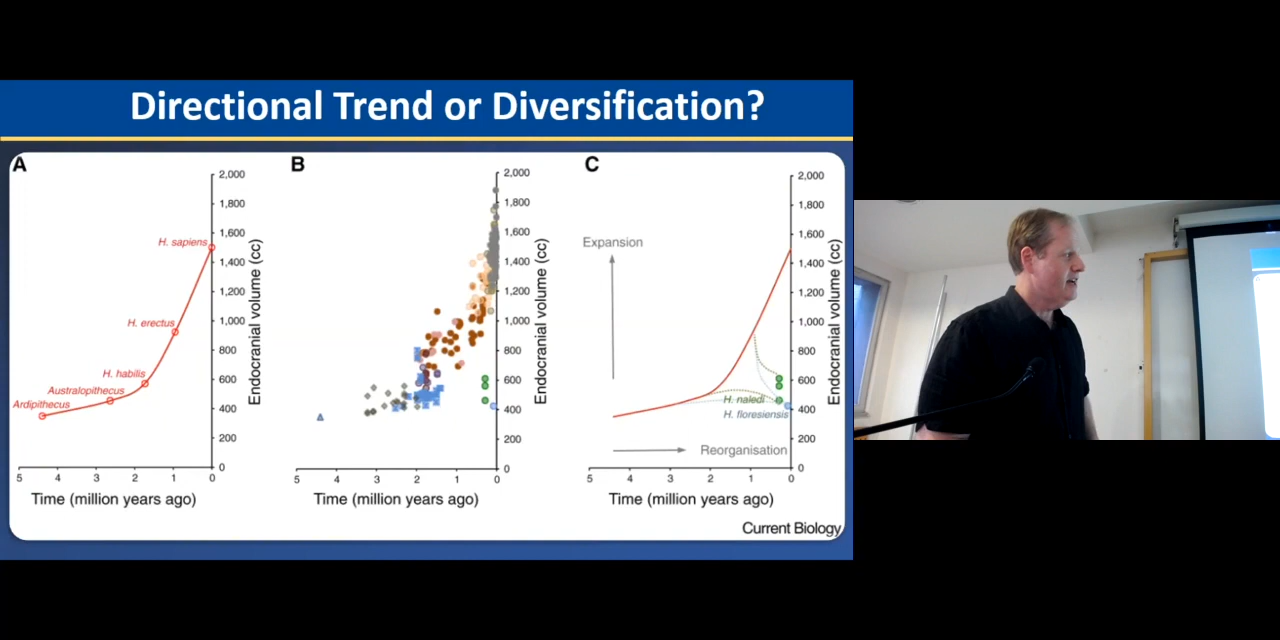 Directional Trend or Diversification?
A
2,000
1,800
1,600
1,400
1,200
1,000
800
600
400
200
0
H. sapiens
H. erectus
H. habilis
Australopithecus
Ardipithecus
Endocranial volume (cc)
5 4 3 2 1 0
Time (million years ago)
B
2,000
1,800
1,600
1,400
1,200
1,000
800
600
400
200
0
Endocranial volume (cc)
5 4 3 2 1 0
Time (million years ago)
C
2,000
1,800
1,600
1,400
1,200
1,000
800
600
400
200
0
Expansion
H. naledi
H. floresiensis
Reorganisation
Endocranial volume (cc)
5 4 3 2 1 0
Time (million years ago)
Current Biology